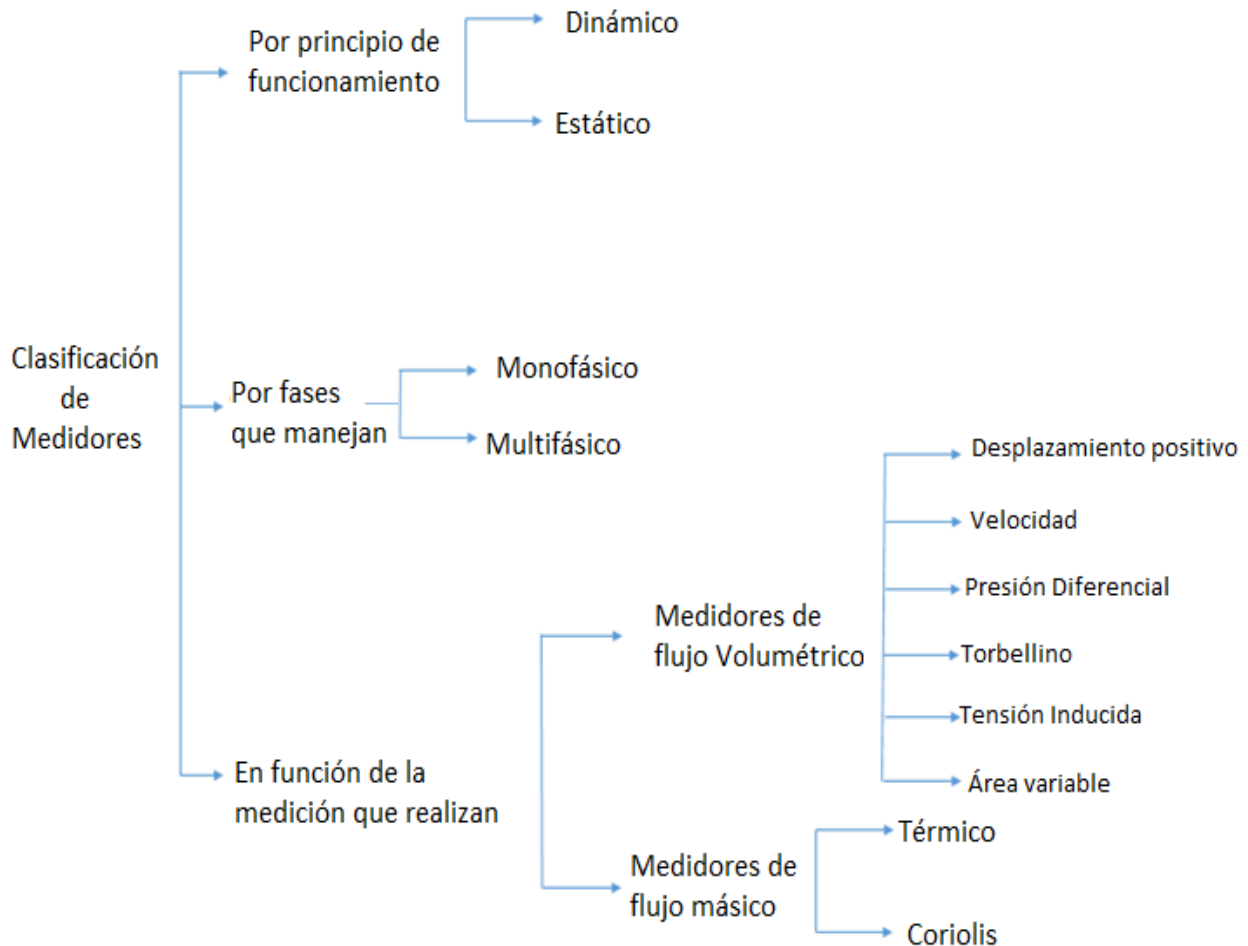 Clasificación
de
Medidores
Por principio de
funcionamiento
Dinámico
Estático
Por fases
que manejan
Monofásico
Multifásico
En función de la
medición que realizan
Medidores de
flujo Volumétrico
Desplazamiento positivo
Velocidad
Presión Diferencial
Torbellino
Tensión Inducida
Área variable
Medidores de
flujo másico
Térmico
Coriolis